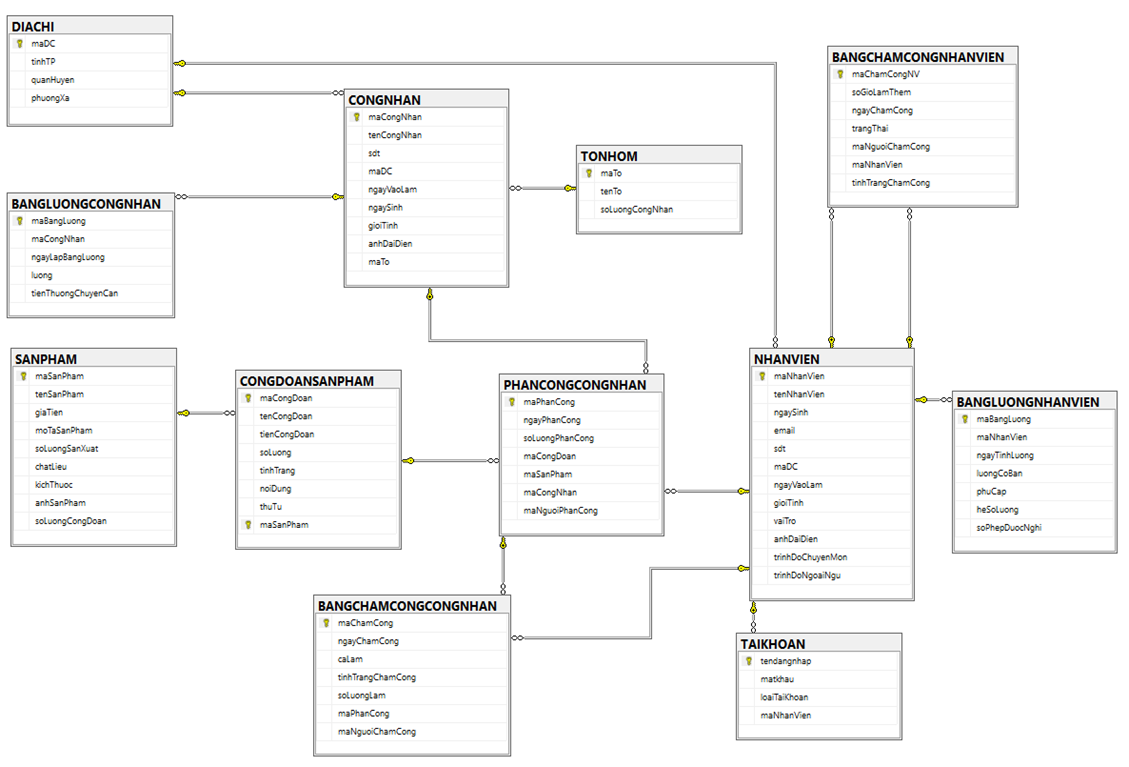 DIACHI
maDC
tinhTP
quanHuyen
phuongXa
CONGNHAN
maCongNhan
tenCongNhan
sdt
maDC
ngayVaoLam
ngaySinh
gioiTinh
anhDaiDien
maTo
TONHOM
maTo
tenTo
soLuongCongNhan
BANGCHAMCONGNHANVIEN
maChamCongNV
soGioLamThem
ngayChamCong
trangThai
maNguoiChamCong
maNhanVien
tinhTrangChamCong
BANGLUONGCONGNHAN
maBangLuong
maCongNhan
ngayLapBangLuong
luong
tienThuongChuyenCan
SANPHAM
maSanPham
tenSanPham
giaTien
moTaSanPham
soLuongSanXuat
chatLieu
kichThuoc
anhSanPham
soLuongCongDoan
CONGDOANSANPHAM
maCongDoan
tenCongDoan
tienCongDoan
soLuong
tinhTrang
noiDung
thuTu
maSanPham
PHANCONGCONGNHAN
maPhanCong
ngayPhanCong
soLuongPhanCong
maCongDoan
maSanPham
maCongNhan
maNguoiPhanCong
NHANVIEN
maNhanVien
tenNhanVien
ngaySinh
email
sdt
maDC
ngayVaoLam
gioiTinh
vaiTro
anhDaiDien
trinhDoChuyenMon
trinhDoNgoaiNgu
BANGLUONGNHANVIEN
maBangLuong
maNhanVien
ngayTinhLuong
luongCoBan
phuCap
heSoLuong
soPhepDuocNghi
BANGCHAMCONGCONGNHAN
maChamCong
ngayChamCong
caLam
tinhTrangChamCong
soLuongLam
maPhanCong
maNguoiChamCong
TAIKHOAN
tendangnhap
matkhau
loaiTaiKhoan
maNhanVien